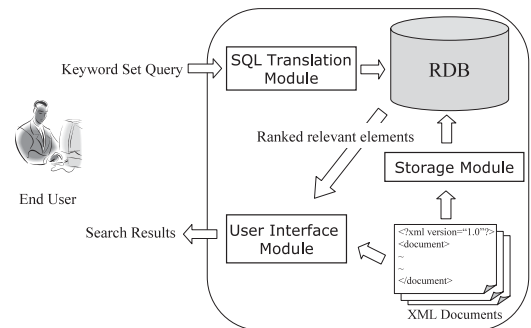 Keyword Set Query
SQL Translation
Module
RDB
Ranked relevant elements
Storage Module
End User
Search Results
User Interface
Module
<?xml version=“1.0”?>
<document>
~
~
</document>
XML Documents